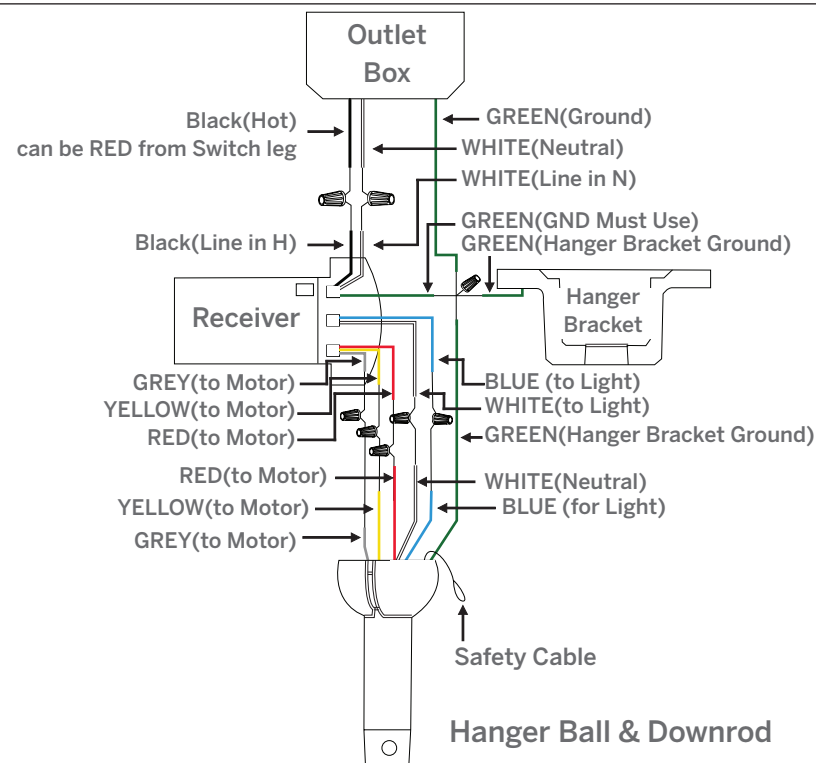 Outlet
Box
Black(Hot)
can be RED from Switch leg
GREEN(Ground)
WHITE(Neutral)
WHITE(Line in N)
GREEN(GND Must Use)
Black(Line in H)
GREEN(Hanger Bracket Ground)
Receiver
Hanger
Bracket
GREY(to Motor)
YELLOW(to Motor)
RED(to Motor)
BLUE (to Light)
WHITE(to Light)
GREEN(Hanger Bracket Ground)
RED(to Motor)
YELLOW(to Motor)
GREY(to Motor)
WHITE(Neutral)
BLUE (for Light)
Safety Cable
Hanger Ball & Downrod